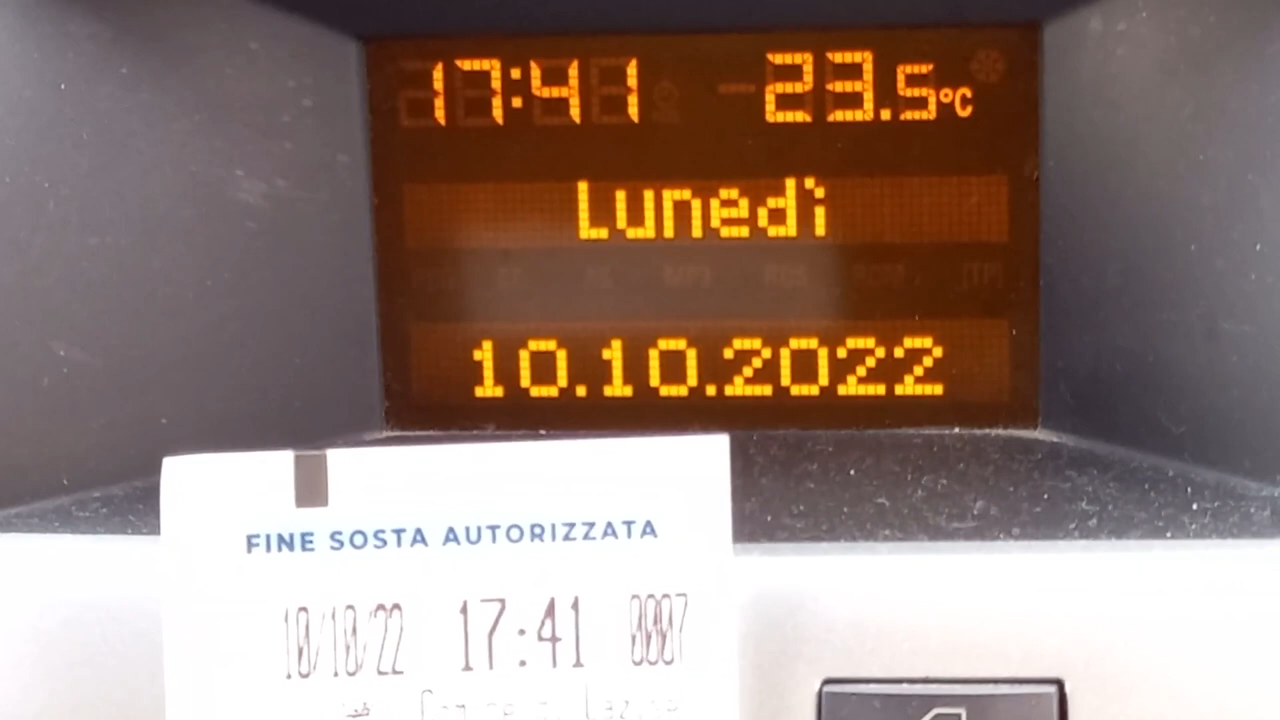 17:41 23.5°C
Lunedì
10.10.2022
FINE SOSTA AUTORIZZATA
10/10/22 17:41 0007